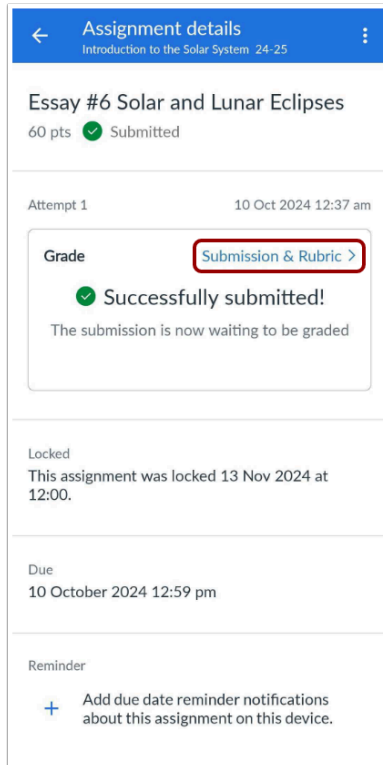 Assignment details
Introduction to the Solar System 24-25
Essay #6 Solar and Lunar Eclipses
60 pts Submitted
Attempt 1 10 Oct 2024 12:37 am
Grade Submission & Rubric >
Successfully submitted!
The submission is now waiting to be graded
Locked
This assignment was locked 13 Nov 2024 at
12:00.
Due
10 October 2024 12:59 pm
Reminder
+ Add due date reminder notifications
about this assignment on this device.